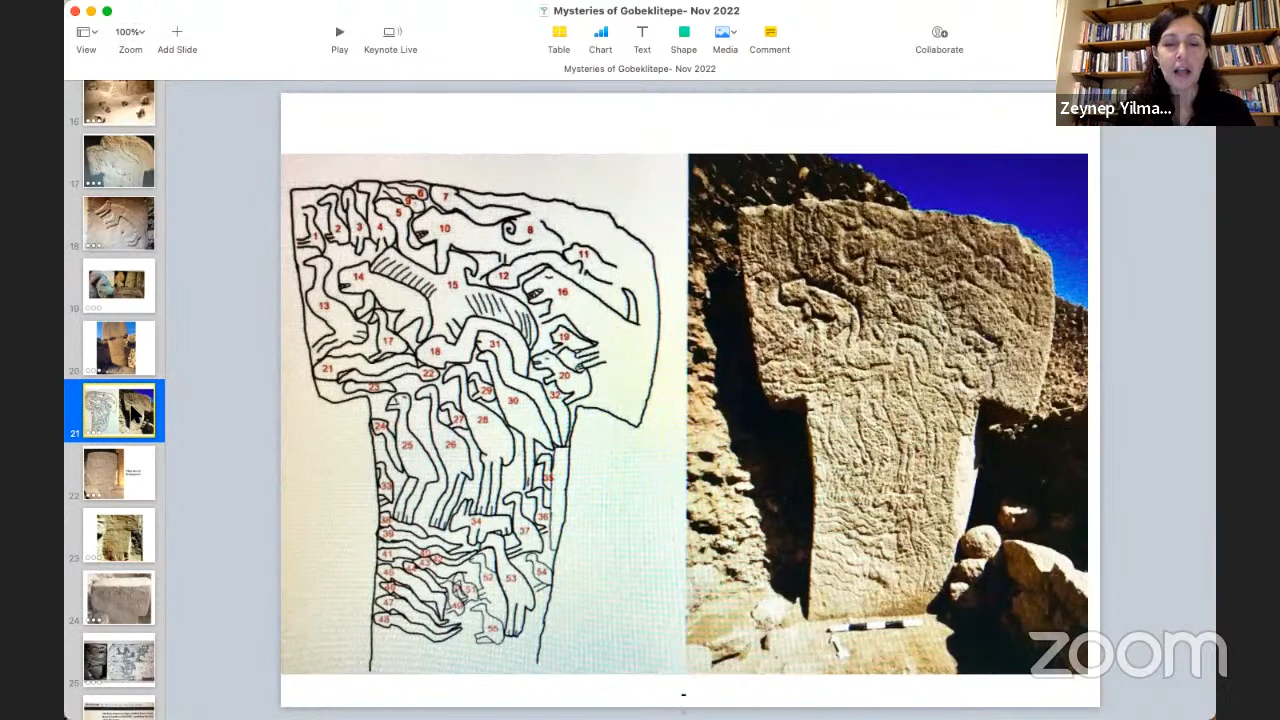 Mysteries of Gobeklitepe- Nov 2022
100%
View
Zoom
Add Slide
Play
Keynote Live
Table
Chart
Text
Shape
Media
Comment
Collaborate
Mysteries of Gobeklitepe- Nov 2022
Zeynep Yilma...
16
17
18
19
20
21
22
23
24
25
1 2 3 4 5 9 6 7
10 8
11
14 15 12 16
13
17 18 31 19
21 22 20
23 29 30 32
24 27 28
25 26
33 35
38 34 36
39 37
41
52 53 54
47
48 55
zoom